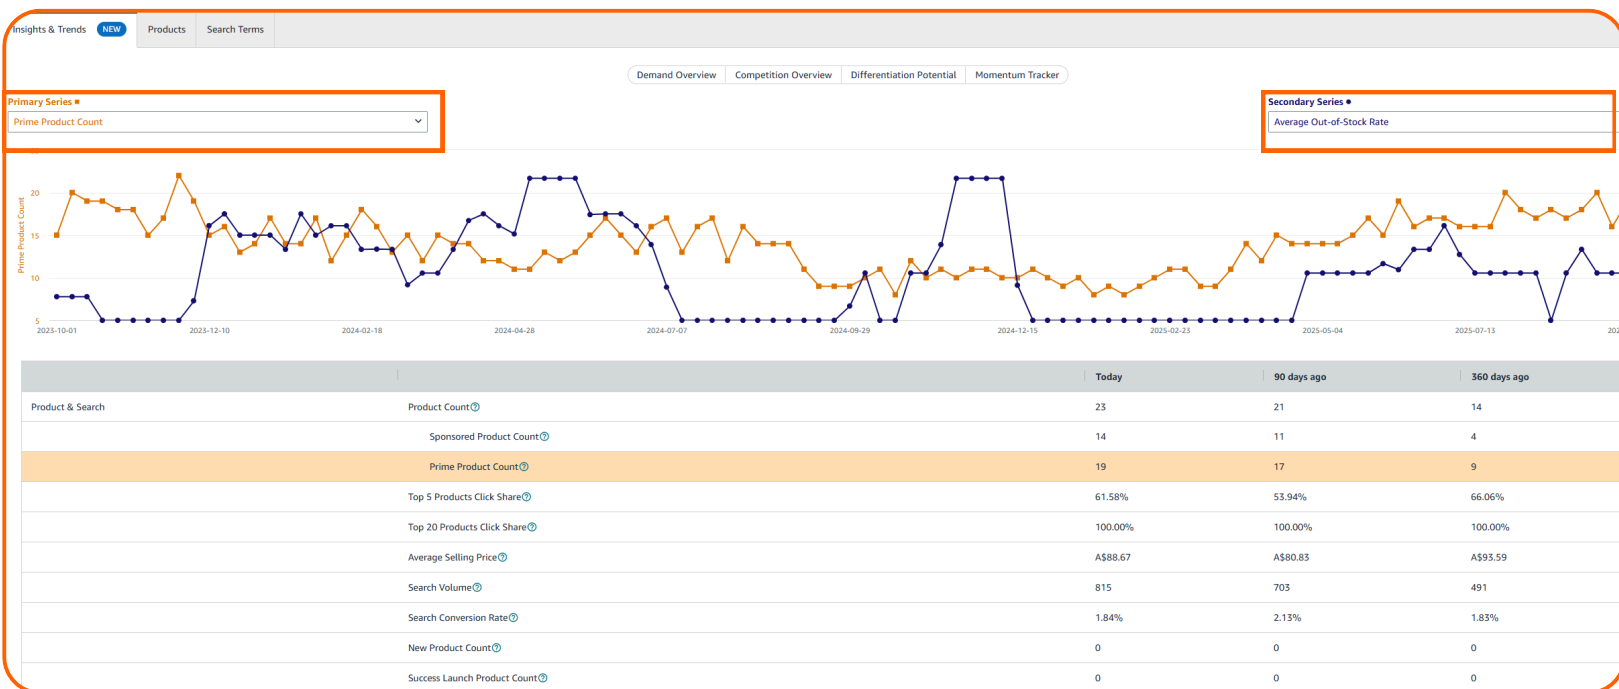 Insights & Trends NEW Products Search Terms
Demand Overview Competition Overview Differentiation Potential Momentum Tracker
Primary Series Secondary Series
Prime Product Count Average Out-of-Stock Rate
Prime Product Count
20
15
10
5
2023-10-01 2023-12-10 2024-02-18 2024-04-28 2024-07-07 2024-09-29 2024-12-15 2025-02-23 2025-05-04 2025-07-13
Today 90 days ago 360 days ago
Product & Search Product Count 23 21 14
Sponsored Product Count 14 11 4
Prime Product Count 19 17 9
Top 5 Products Click Share 61.58% 53.94% 66.06%
Top 20 Products Click Share 100.00% 100.00% 100.00%
Average Selling Price A$88.67 A$80.83 A$93.59
Search Volume 815 703 491
Search Conversion Rate 1.84% 2.13% 1.83%
New Product Count 0 0 0
Success Launch Product Count 0 0 0